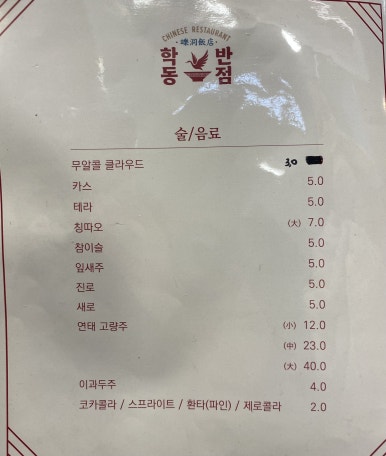 CHINESE RESTAURANT
학 반
동 점
술/음료
무알콜 클라우드 3.0
카스 5.0
테라 5.0
칭따오 (大) 7.0
참이슬 5.0
잎새주 5.0
진로 5.0
새로 5.0
연태 고량주 (小) 12.0
(中) 23.0
(大) 40.0
이과두주 4.0
코카콜라 / 스프라이트 / 환타(파인) / 제로콜라 2.0